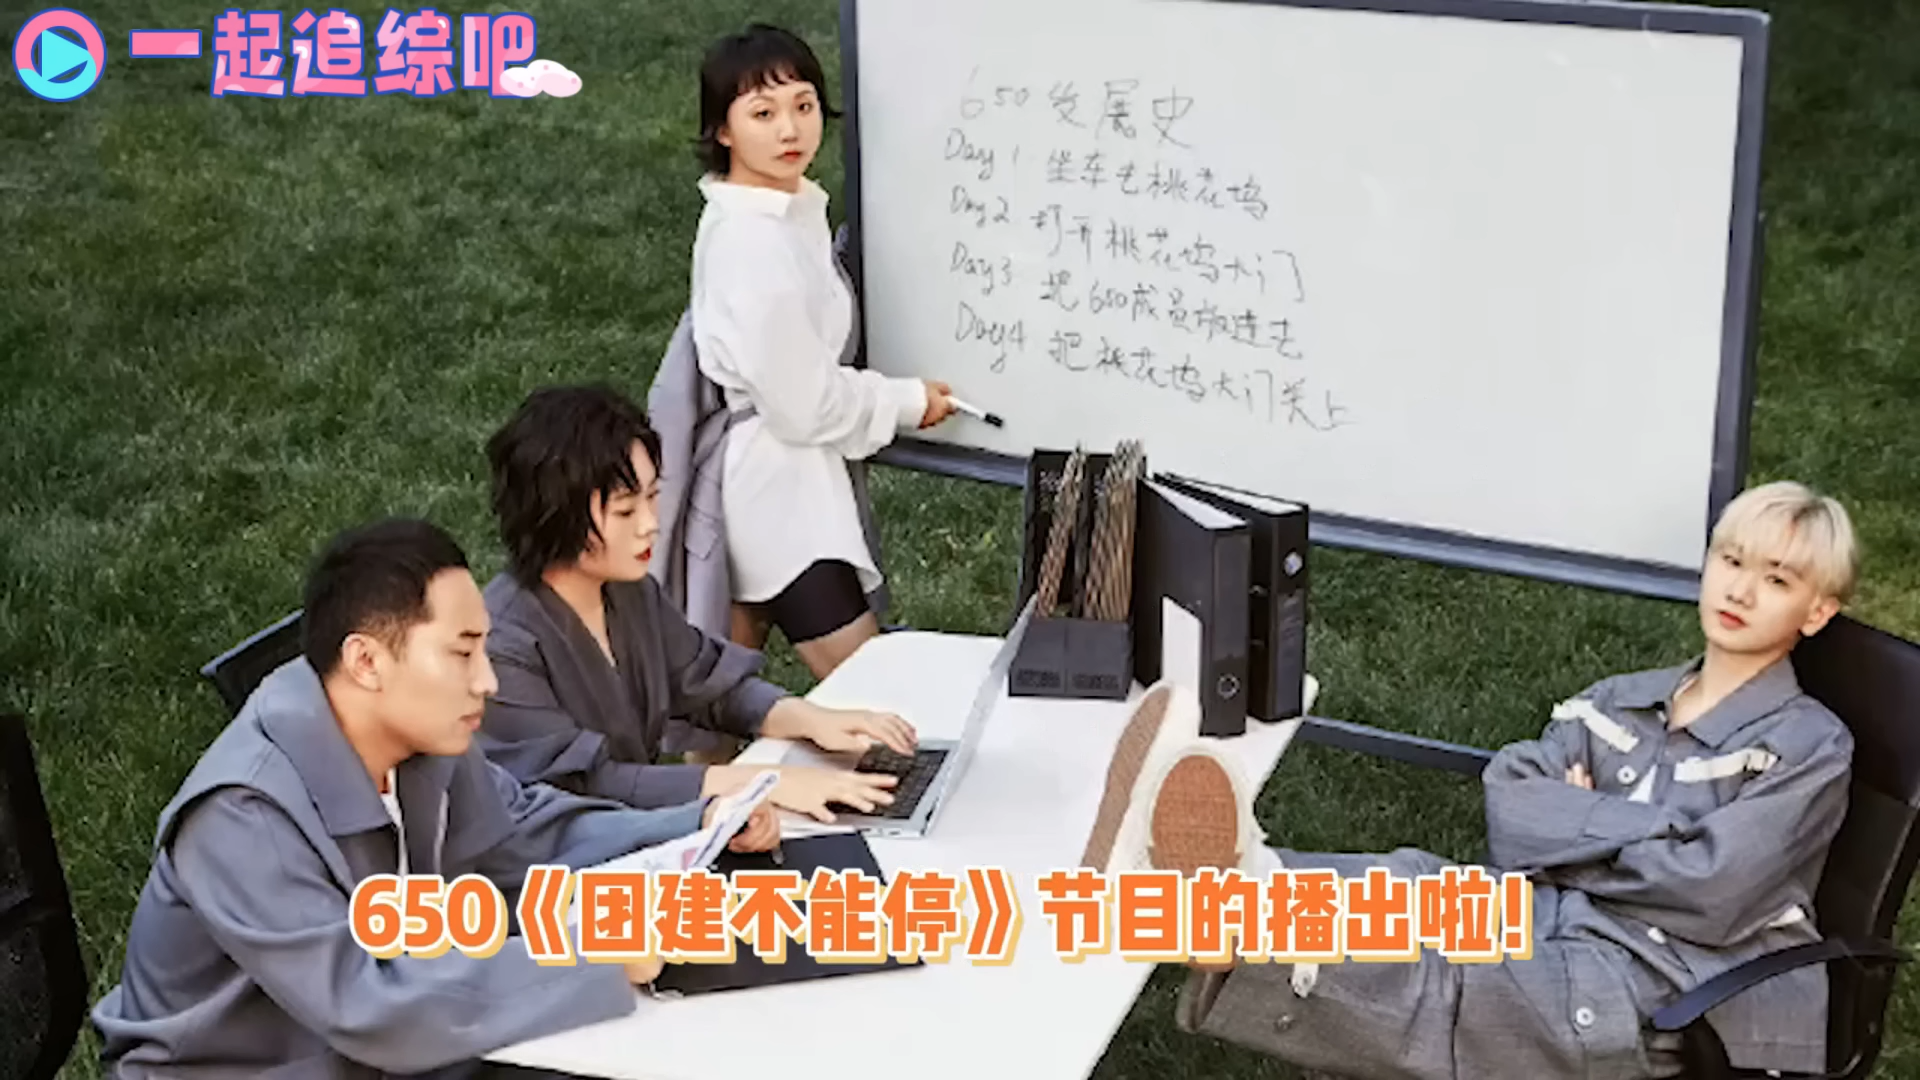 一起追综吧
650发展史
Day1 坐车去桃花坞
Day2 打开桃花坞大门
Day3 把650成员放进去
Day4 把桃花坞大门关上
650《团建不能停》节目的播出啦!